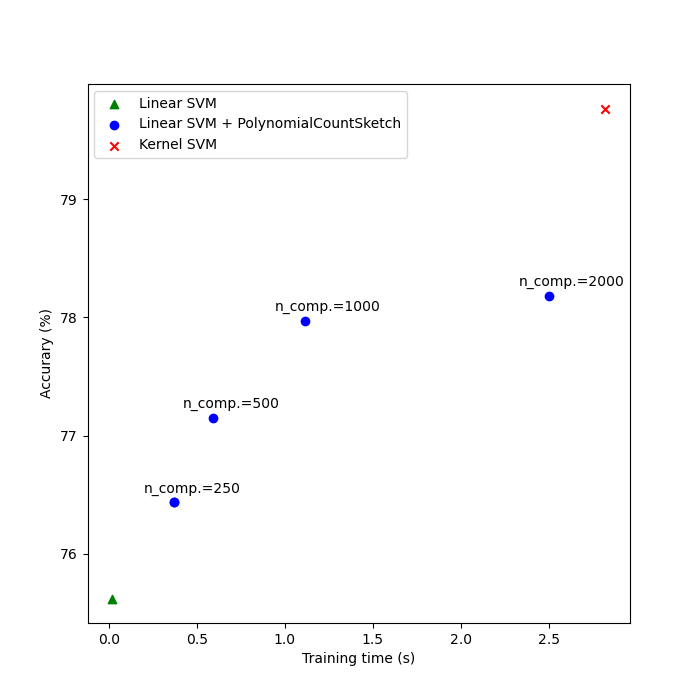 Linear SVM
Linear SVM + PolynomialCountSketch
Kernel SVM
79
78
77
76
n_comp.=2000
n_comp.=1000
n_comp.=500
n_comp.=250
Accurary (%)
0.0 0.5 1.0 1.5 2.0 2.5
Training time (s)